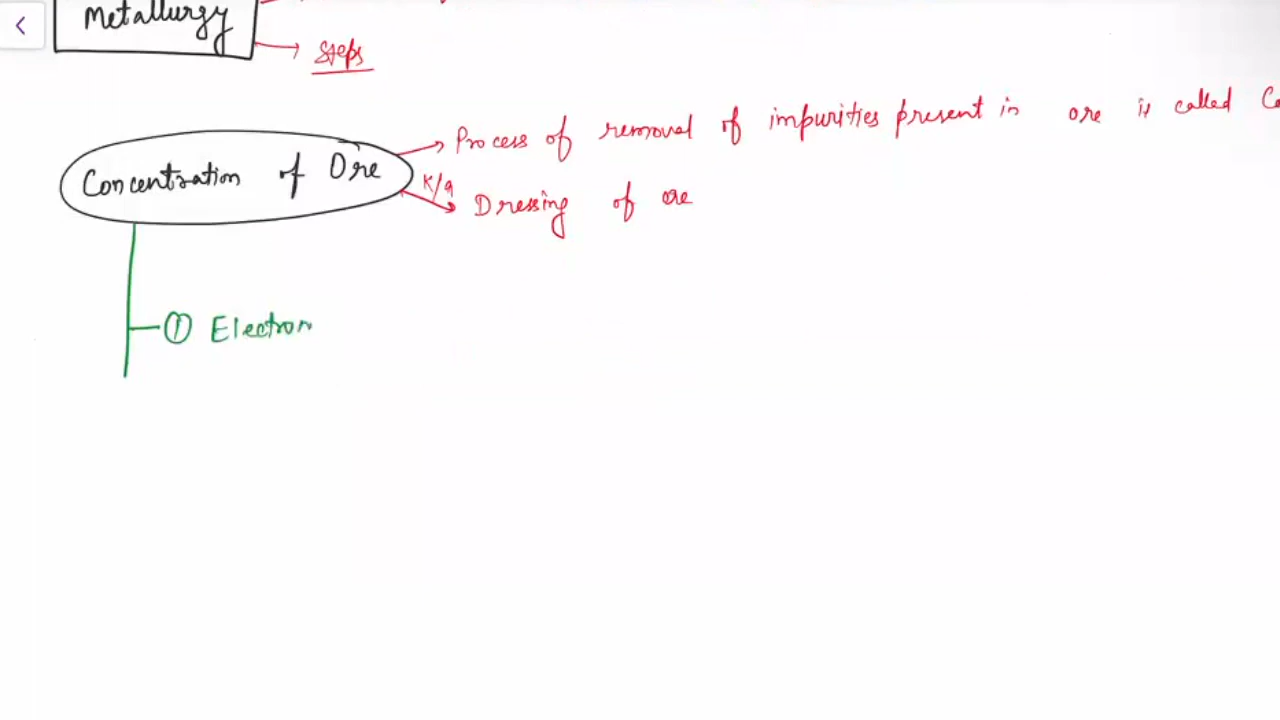 Metallurgy
Steps
Process of removal of impurities present in ore is called Co
Concentration of Ore
K/a
Dressing of ore
① Electron